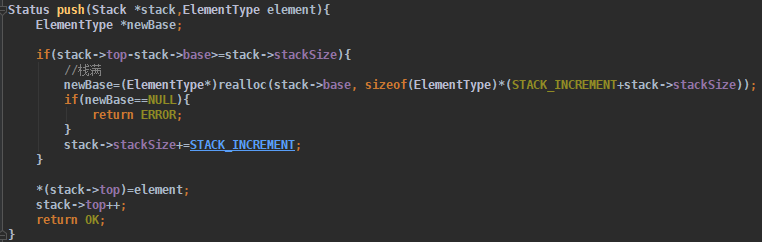 Status push(Stack *stack,ElementType element){
    ElementType *newBase;
    if(stack->top-stack->base>=stack->stackSize){
        //栈满
        newBase=(ElementType*)realloc(stack->base, sizeof(ElementType)*(STACK_INCREMENT+stack->stackSize));
        if(newBase==NULL){
            return ERROR;
        }
        stack->stackSize+=STACK_INCREMENT;
    }
    *(stack->top)=element;
    stack->top++;
    return OK;
}